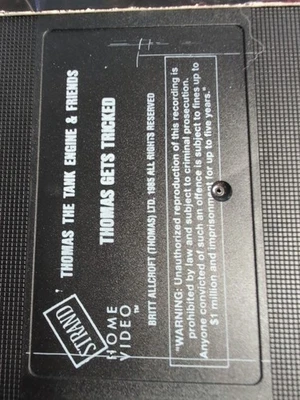 THOMAS THE TANK ENGINE & FRIENDS
THOMAS GETS TRICKED
STRAND
HOME
VIDEO™
BRITT ALLCROFT (THOMAS) LTD. 1985 ALL RIGHTS RESERVED
"WARNING: Unauthorized reproduction of this recording is
prohibited by law and subject to criminal prosecution.
Anyone convicted of such an offence is subject to fines up to
$1 million and imprisonment for up to five years."